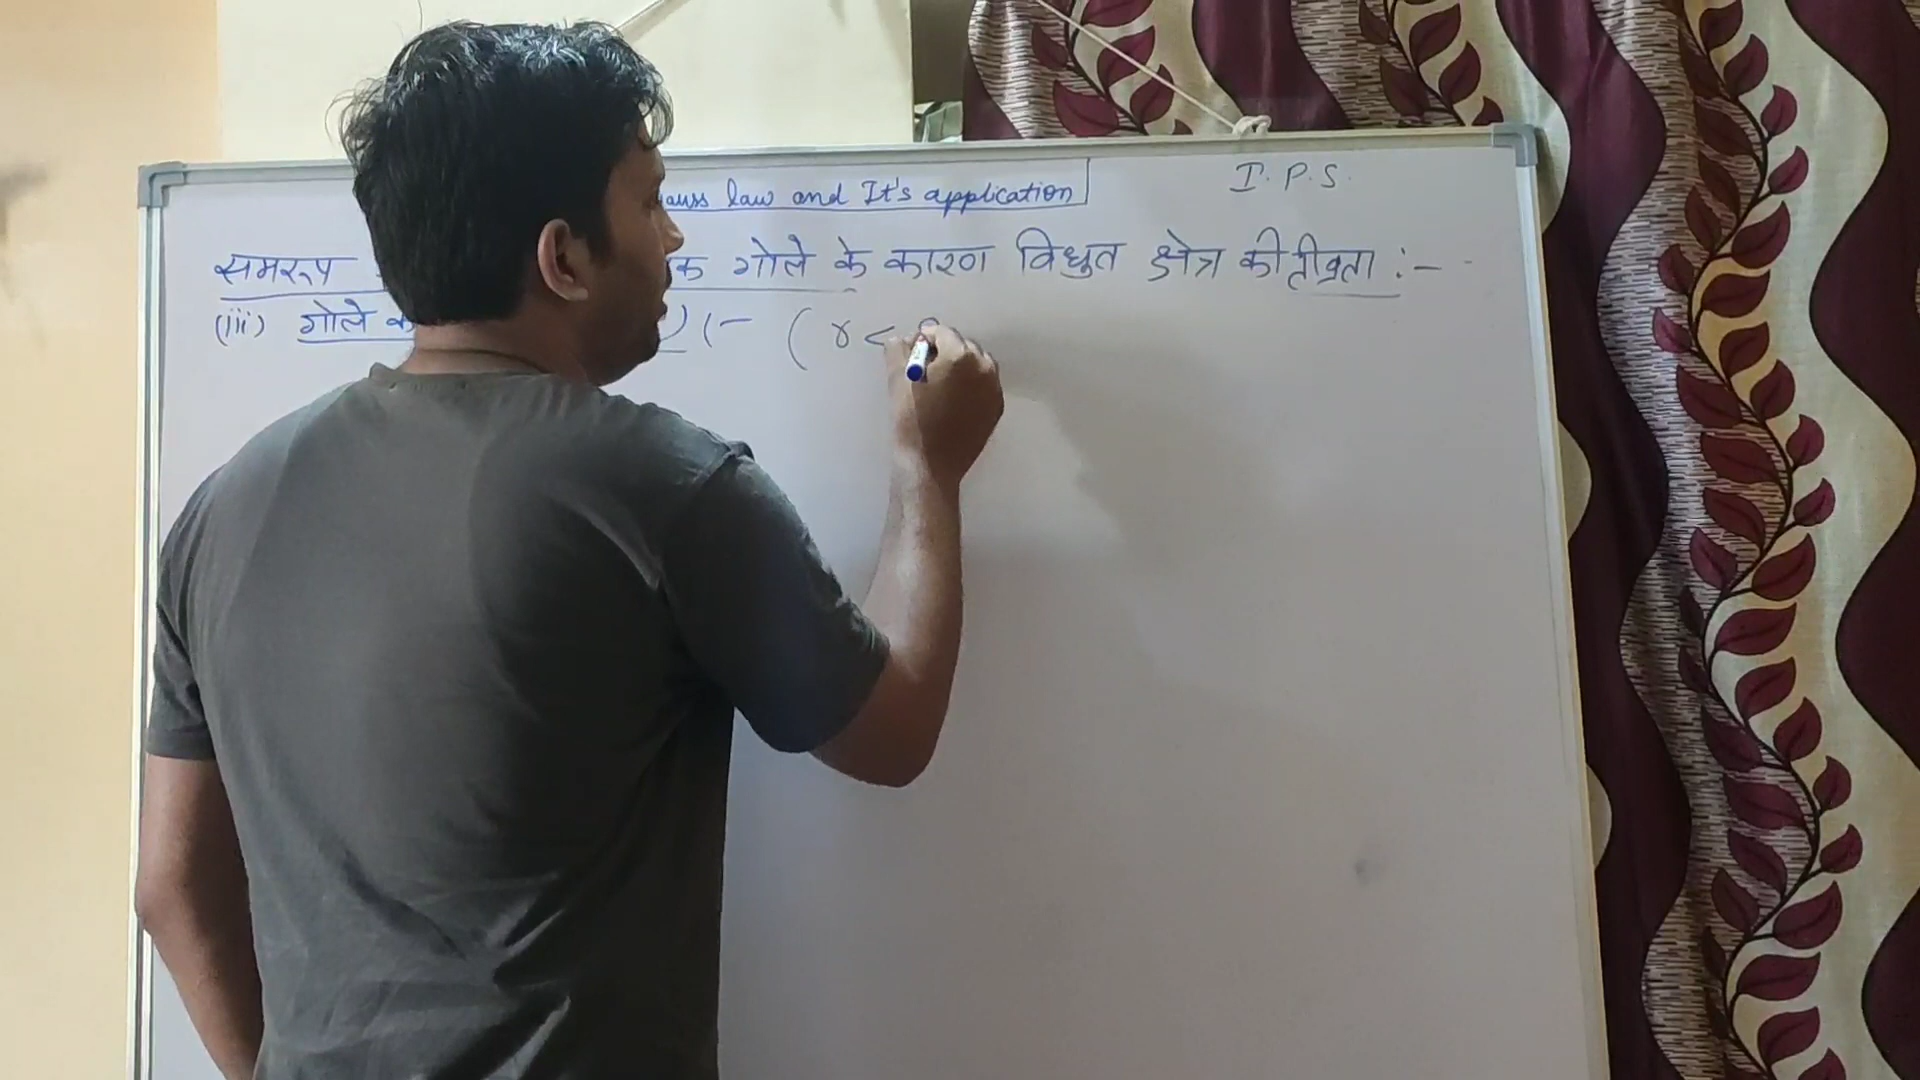 auss law and It's application
I. P. S.
समरूप क गोले के कारण विधुत क्षेत्र की तीव्रता :-
(iii) गोले के ) :- ( r <